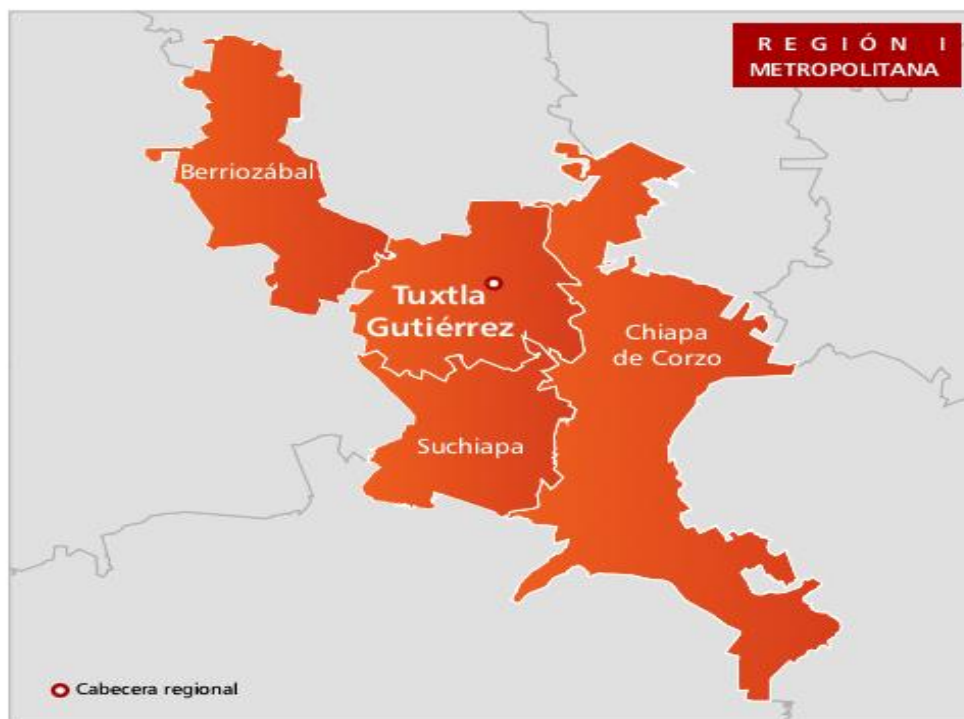 REGIÓN I
METROPOLITANA
Berriozábal
Tuxtla
Gutiérrez
Chiapa
de Corzo
Suchiapa
Cabecera regional